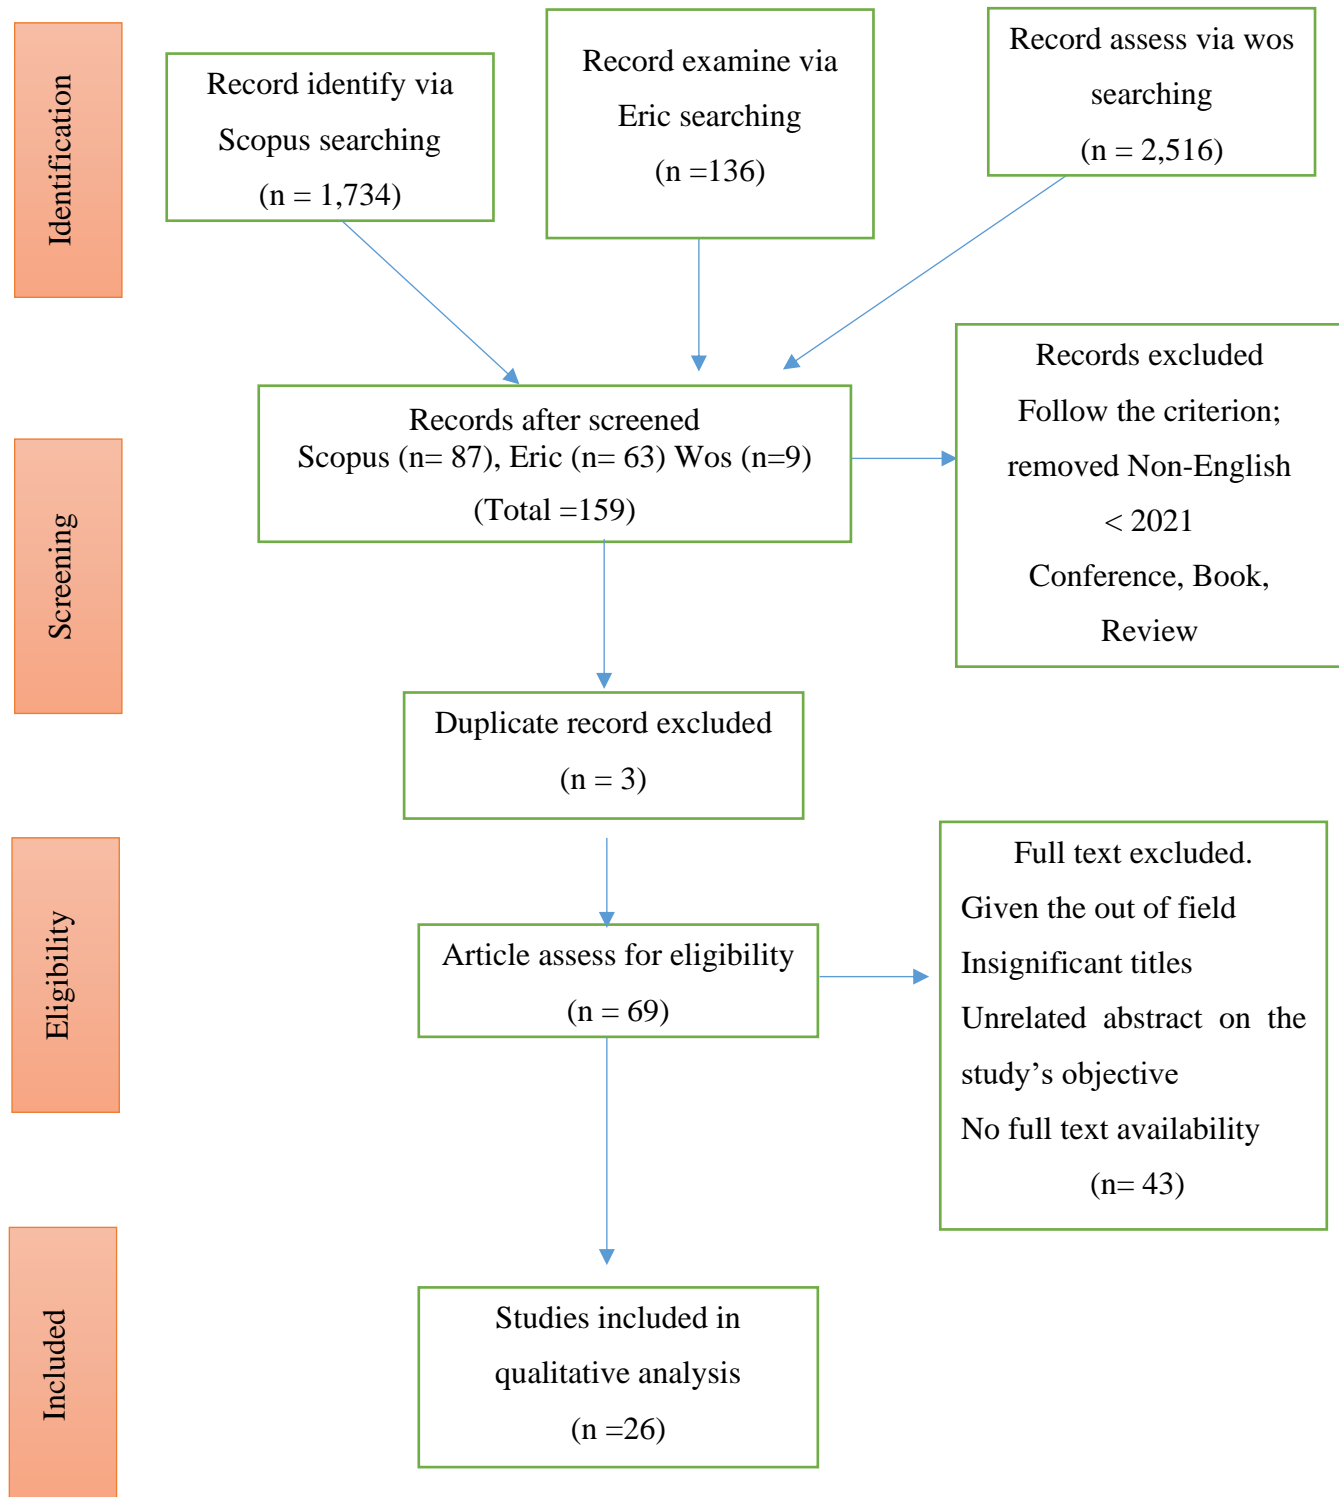 Identification
Record identify via
Scopus searching
(n = 1,734)
Record examine via
Eric searching
(n =136)
Record assess via wos
searching
(n = 2,516)
Screening
Records after screened
Scopus (n= 87), Eric (n= 63) Wos (n=9)
(Total =159)
Records excluded
Follow the criterion;
removed Non-English
< 2021
Conference, Book,
Review
Duplicate record excluded
(n = 3)
Eligibility
Article assess for eligibility
(n = 69)
Full text excluded.
Given the out of field
Insignificant titles
Unrelated abstract on the
study’s objective
No full text availability
(n= 43)
Included
Studies included in
qualitative analysis
(n =26)